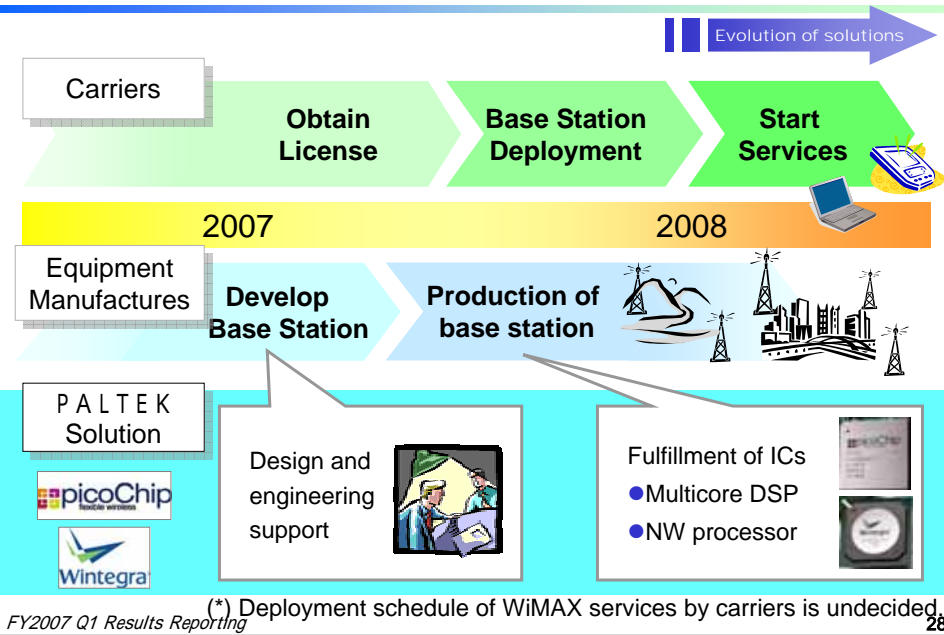 Evolution of solutions
Carriers
Obtain
License
Base Station
Deployment
Start
Services
2007
2008
Equipment
Manufactures
Develop
Base Station
Production of
base station
PALTEK
Solution
picoChip
flexible wireless
Wintegra
Design and
engineering
support
Fulfillment of ICs
●Multicore DSP
●NW processor
picoChip
Wintegra
(*) Deployment schedule of WiMAX services by carriers is undecided.
FY2007 Q1 Results Reporting
28